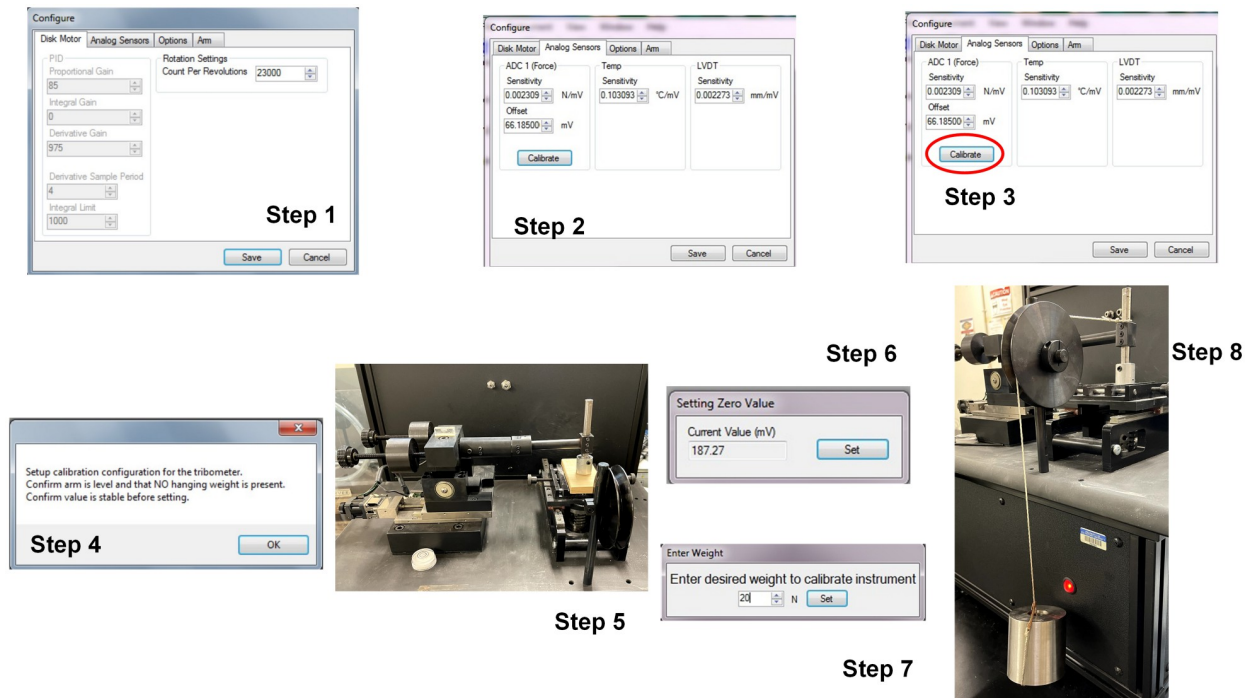 Configure
Disk Motor Analog Sensors Options Arm
PID
Proportional Gain
85
Integral Gain
0
Derivative Gain
975
Derivative Sample Period
4
Integral Limit
1000
Rotation Settings
Count Per Revolutions 23000
Step 1
Save Cancel
Configure
Disk Motor Analog Sensors Options Arm
ADC 1 (Force) Temp LVDT
Sensitivity Sensitivity Sensitivity
0.002309 N/mV 0.103093 °C/mV 0.002273 mm/mV
Offset
66.18500 mV
Calibrate
Step 2
Save Cancel
Configure
Disk Motor Analog Sensors Options Arm
ADC 1 (Force) Temp LVDT
Sensitivity Sensitivity Sensitivity
0.002309 N/mV 0.103093 °C/mV 0.002273 mm/mV
Offset
66.18500 mV
Calibrate
Step 3
Save Cancel
Setup calibration configuration for the tribometer.
Confirm arm is level and that NO hanging weight is present.
Confirm value is stable before setting.
Step 4
OK
Step 5
Step 6
Setting Zero Value
Current Value (mV)
187.27 Set
Enter Weight
Enter desired weight to calibrate instrument
20 N Set
Step 7
Step 8